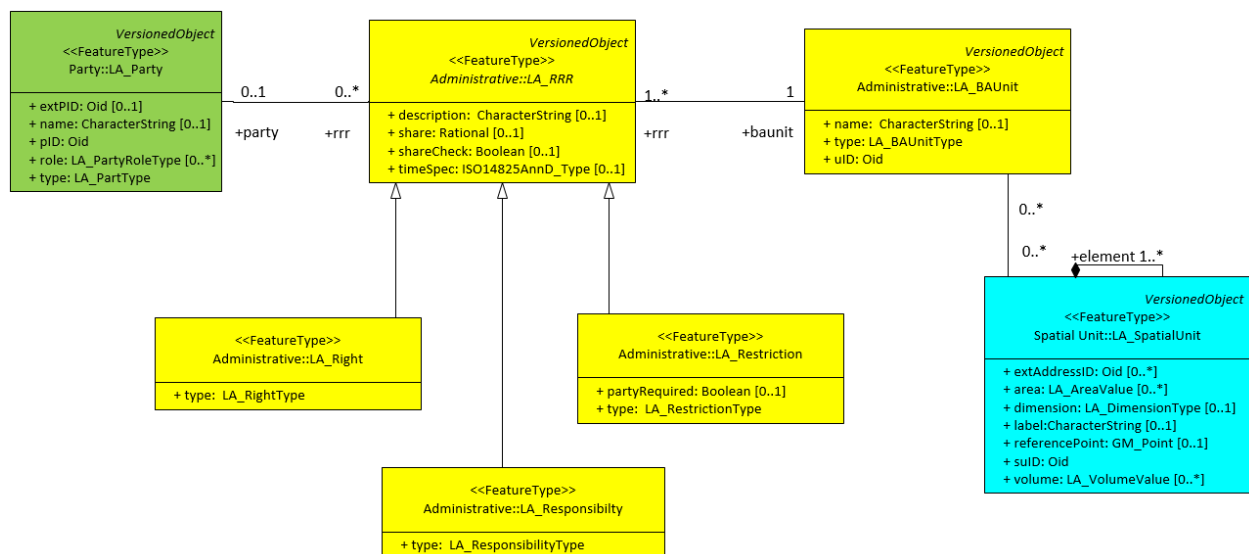 VersionedObject
<<FeatureType>>
Party::LA_Party
+ extPID: Oid [0..1]
+ name: CharacterString [0..1]
+ pID: Oid
+ role: LA_PartyRoleType [0..*]
+ type: LA_PartType
0..1
0..*
+party
+rrr
VersionedObject
<<FeatureType>>
Administrative::LA_RRR
+ description: CharacterString [0..1]
+ share: Rational [0..1]
+ shareCheck: Boolean [0..1]
+ timeSpec: ISO14825AnnD_Type [0..1]
1..*
1
+rrr
+baunit
VersionedObject
<<FeatureType>>
Administrative::LA_BAUnit
+ name: CharacterString [0..1]
+ type: LA_BAUnitType
+ uID: Oid
0..*
0..*
+element 1..*
VersionedObject
<<FeatureType>>
Spatial Unit::LA_SpatialUnit
+ extAddressID: Oid [0..*]
+ area: LA_AreaValue [0..*]
+ dimension: LA_DimensionType [0..1]
+ label:CharacterString [0..1]
+ referencePoint: GM_Point [0..1]
+ suID: Oid
+ volume: LA_VolumeValue [0..*]
<<FeatureType>>
Administrative::LA_Right
+ type: LA_RightType
<<FeatureType>>
Administrative::LA_Restriction
+ partyRequired: Boolean [0..1]
+ type: LA_RestrictionType
<<FeatureType>>
Administrative::LA_Responsibilty
+ type: LA_ResponsibilityType